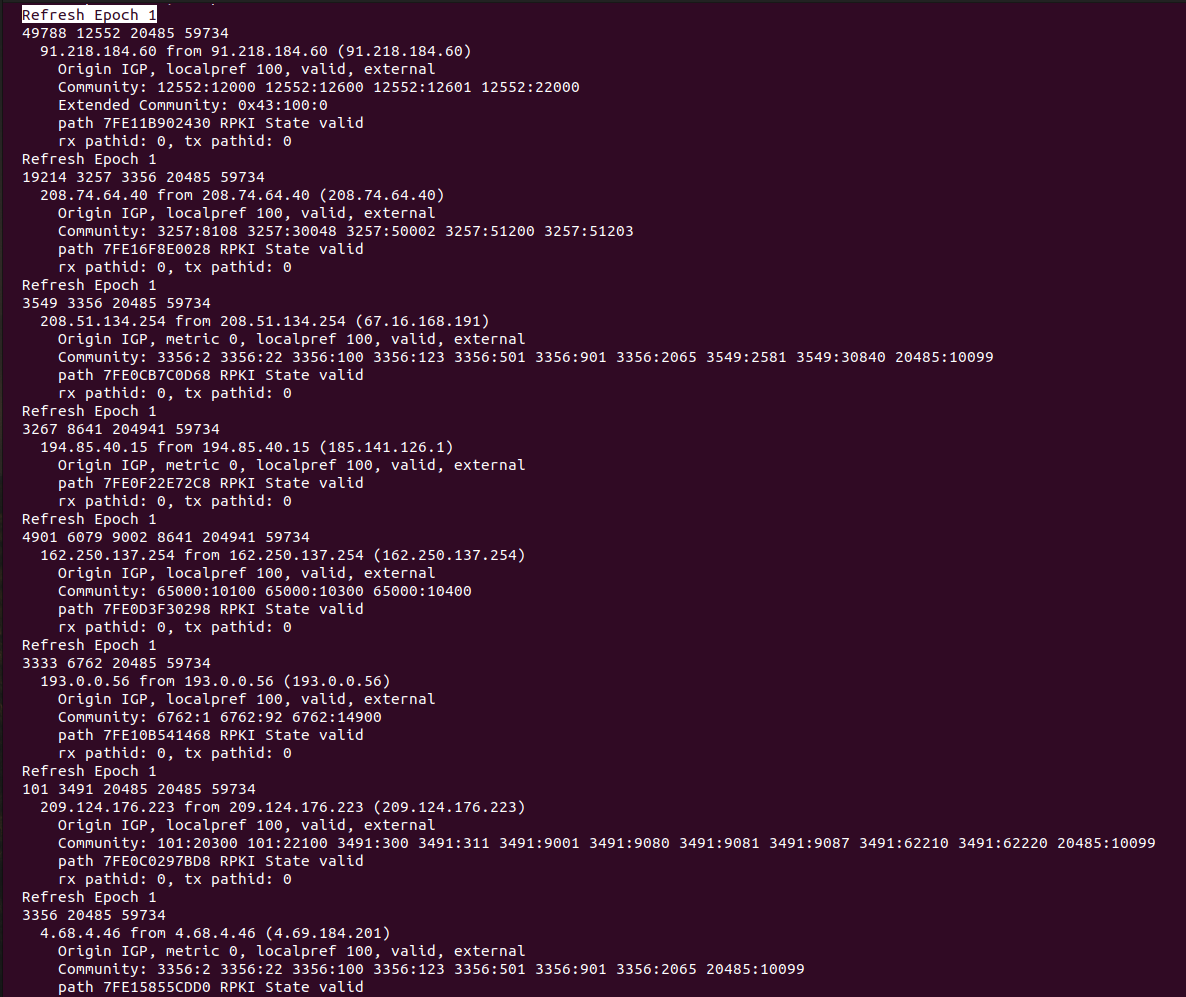 Refresh Epoch 1
49788 12552 20485 59734
91.218.184.60 from 91.218.184.60 (91.218.184.60)
Origin IGP, localpref 100, valid, external
Community: 12552:12000 12552:12600 12552:12601 12552:22000
Extended Community: 0x43:100:0
path 7FE11B902430 RPKI State valid
rx pathid: 0, tx pathid: 0
Refresh Epoch 1
19214 3257 3356 20485 59734
208.74.64.40 from 208.74.64.40 (208.74.64.40)
Origin IGP, localpref 100, valid, external
Community: 3257:8108 3257:30048 3257:50002 3257:51200 3257:51203
path 7FE16F8E0028 RPKI State valid
rx pathid: 0, tx pathid: 0
Refresh Epoch 1
3549 3356 20485 59734
208.51.134.254 from 208.51.134.254 (67.16.168.191)
Origin IGP, metric 0, localpref 100, valid, external
Community: 3356:2 3356:22 3356:100 3356:123 3356:501 3356:901 3356:2065 3549:2581 3549:30840 20485:10099
path 7FE0CB7C0D68 RPKI State valid
rx pathid: 0, tx pathid: 0
Refresh Epoch 1
3267 8641 204941 59734
194.85.40.15 from 194.85.40.15 (185.141.126.1)
Origin IGP, metric 0, localpref 100, valid, external
path 7FE0F22E72C8 RPKI State valid
rx pathid: 0, tx pathid: 0
Refresh Epoch 1
4901 6079 9002 8641 204941 59734
162.250.137.254 from 162.250.137.254 (162.250.137.254)
Origin IGP, localpref 100, valid, external
Community: 65000:10100 65000:10300 65000:10400
path 7FE0D3F30298 RPKI State valid
rx pathid: 0, tx pathid: 0
Refresh Epoch 1
3333 6762 20485 59734
193.0.0.56 from 193.0.0.56 (193.0.0.56)
Origin IGP, localpref 100, valid, external
Community: 6762:1 6762:92 6762:14900
path 7FE10B541468 RPKI State valid
rx pathid: 0, tx pathid: 0
Refresh Epoch 1
101 3491 20485 20485 59734
209.124.176.223 from 209.124.176.223 (209.124.176.223)
Origin IGP, localpref 100, valid, external
Community: 101:20300 101:22100 3491:300 3491:311 3491:9001 3491:9080 3491:9081 3491:9087 3491:62210 3491:62220 20485:10099
path 7FE0C0297BD8 RPKI State valid
rx pathid: 0, tx pathid: 0
Refresh Epoch 1
3356 20485 59734
4.68.4.46 from 4.68.4.46 (4.69.184.201)
Origin IGP, metric 0, localpref 100, valid, external
Community: 3356:2 3356:22 3356:100 3356:123 3356:501 3356:901 3356:2065 20485:10099
path 7FE15855CDD0 RPKI State valid